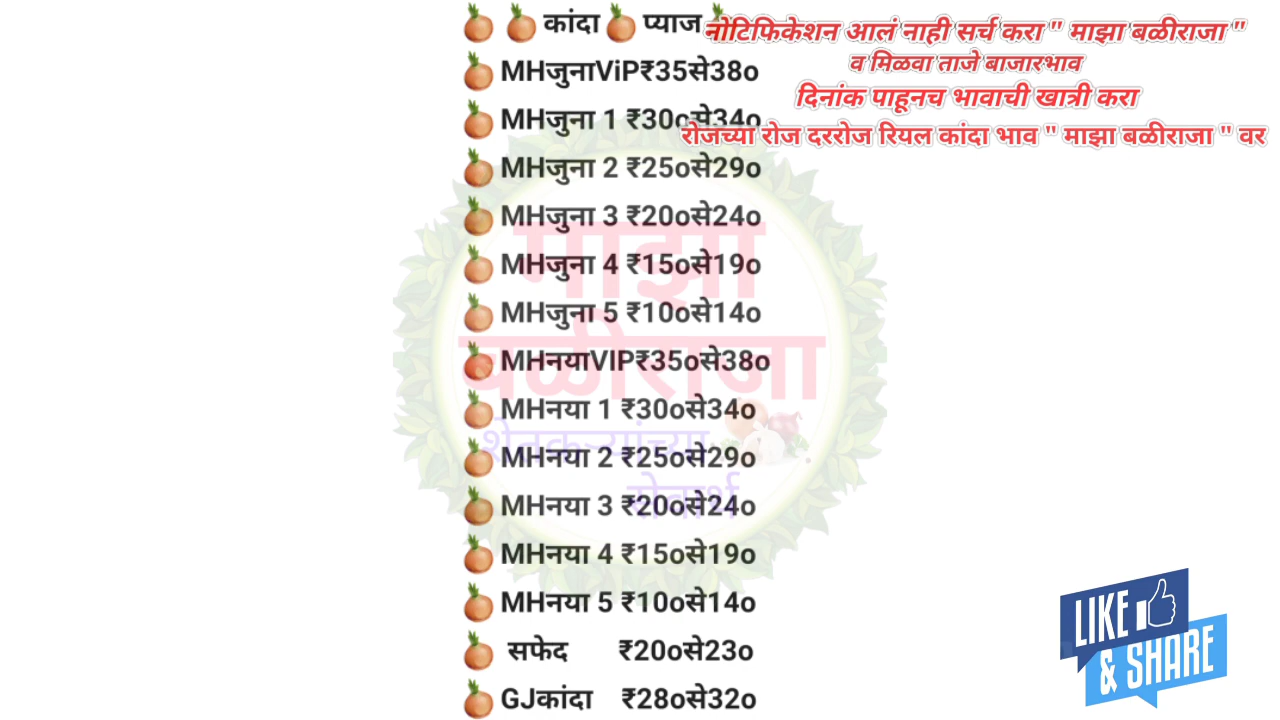 कांदा प्याज
नोटिफिकेशन आलं नाही सर्च करा " माझा बळीराजा "
व मिळवा ताजे बाजारभाव
दिनांक पाहूनच भावाची खात्री करा
रोजच्या रोज दररोज रियल कांदा भाव " माझा बळीराजा " वर
MHजुनाViP₹35से38o
MHजुना 1 ₹30oसे34o
MHजुना 2 ₹25oसे29o
MHजुना 3 ₹20oसे24o
MHजुना 4 ₹15oसे19o
MHजुना 5 ₹10oसे14o
MHनयाVIP₹35oसे38o
MHनया 1 ₹30oसे34o
MHनया 2 ₹25oसे29o
MHनया 3 ₹20oसे24o
MHनया 4 ₹15oसे19o
MHनया 5 ₹10oसे14o
सफेद ₹20oसे23o
GJकांदा ₹28oसे32o
माझा
बळीराजा
शेतकऱ्यांच्या
सेवार्थ
LIKE
& SHARE